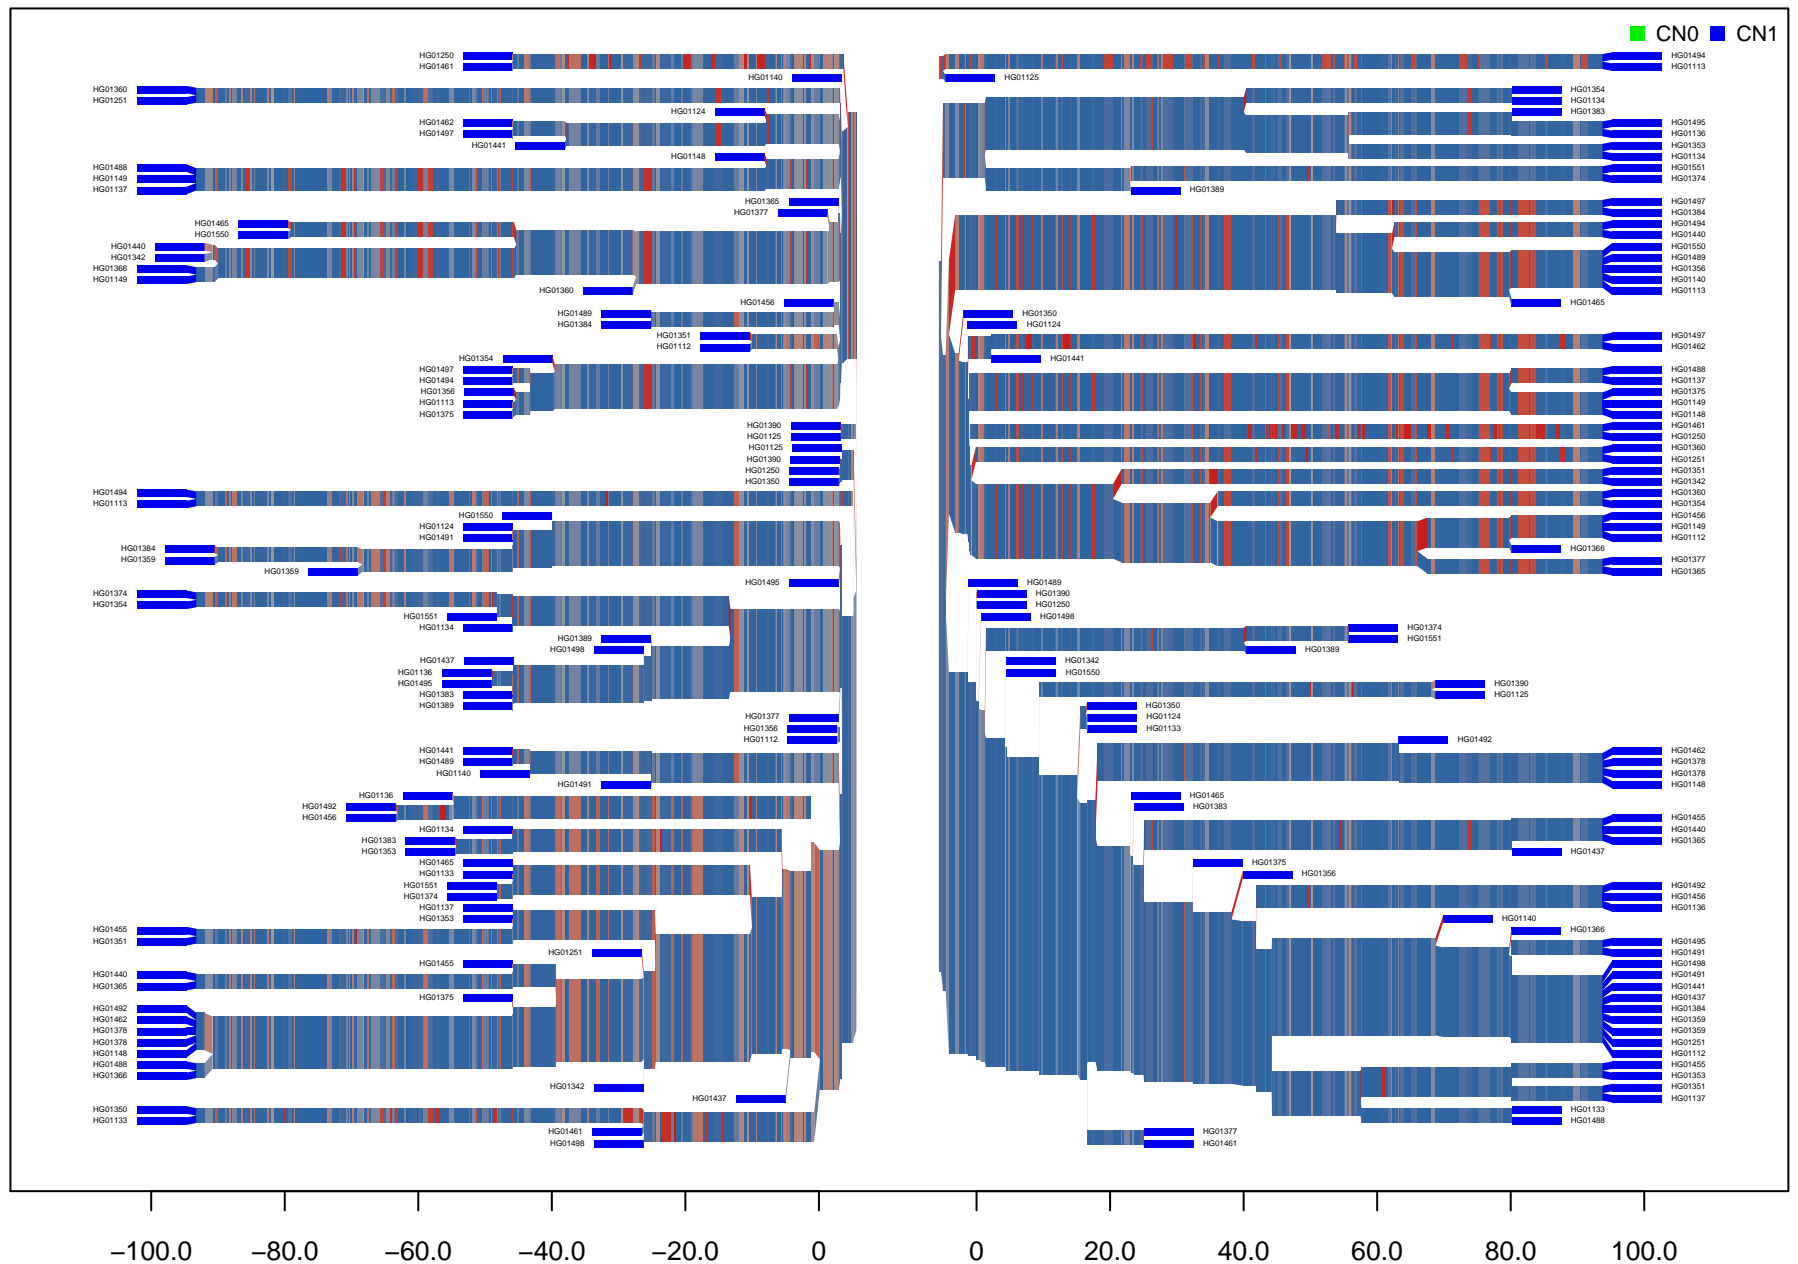 CN0 CN1
HG01250
HG01461
HG01140
HG01360
HG01251
HG01124
HG01462
HG01497
HG01441
HG01148
HG01488
HG01149
HG01137
HG01365
HG01377
HG01465
HG01550
HG01440
HG01342
HG01366
HG01149
HG01360
HG01456
HG01489
HG01384
HG01351
HG01112
HG01354
HG01497
HG01494
HG01356
HG01113
HG01375
HG01390
HG01125
HG01125
HG01390
HG01250
HG01350
HG01494
HG01113
HG01550
HG01124
HG01491
HG01384
HG01359
HG01359
HG01495
HG01374
HG01354
HG01551
HG01134
HG01389
HG01498
HG01437
HG01136
HG01495
HG01383
HG01389
HG01377
HG01356
HG01112
HG01441
HG01489
HG01140
HG01491
HG01136
HG01492
HG01456
HG01134
HG01383
HG01353
HG01465
HG01133
HG01551
HG01374
HG01137
HG01353
HG01455
HG01351
HG01251
HG01455
HG01440
HG01365
HG01375
HG01492
HG01462
HG01378
HG01378
HG01148
HG01488
HG01366
HG01342
HG01437
HG01350
HG01133
HG01461
HG01498
HG01494
HG01113
HG01125
HG01354
HG01134
HG01383
HG01495
HG01136
HG01353
HG01134
HG01551
HG01374
HG01389
HG01497
HG01384
HG01494
HG01440
HG01550
HG01489
HG01356
HG01140
HG01113
HG01465
HG01350
HG01124
HG01497
HG01462
HG01441
HG01488
HG01137
HG01375
HG01149
HG01148
HG01461
HG01250
HG01360
HG01251
HG01351
HG01342
HG01360
HG01354
HG01456
HG01149
HG01112
HG01366
HG01377
HG01365
HG01489
HG01390
HG01250
HG01498
HG01374
HG01551
HG01389
HG01342
HG01550
HG01390
HG01125
HG01350
HG01124
HG01133
HG01492
HG01462
HG01378
HG01378
HG01148
HG01465
HG01383
HG01455
HG01440
HG01365
HG01437
HG01375
HG01356
HG01492
HG01456
HG01136
HG01140
HG01366
HG01495
HG01491
HG01498
HG01491
HG01441
HG01437
HG01384
HG01359
HG01359
HG01251
HG01112
HG01455
HG01353
HG01351
HG01137
HG01133
HG01488
HG01377
HG01461
−100.0 −80.0 −60.0 −40.0 −20.0 0 0 20.0 40.0 60.0 80.0 100.0